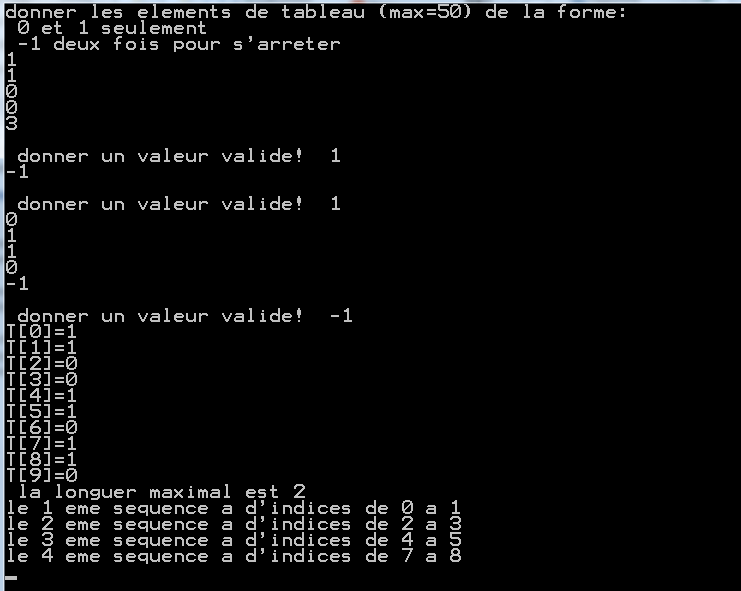 donner les elements de tableau (max=50) de la forme:
0 et 1 seulement
-1 deux fois pour s'arreter
1
1
0
0
3
donner un valeur valide!  1
-1
donner un valeur valide!  1
0
1
1
0
-1
donner un valeur valide!  -1
T[0]=1
T[1]=1
T[2]=0
T[3]=0
T[4]=1
T[5]=1
T[6]=0
T[7]=1
T[8]=1
T[9]=0
la longuer maximal est 2
le 1 eme sequence a d'indices de 0 a 1
le 2 eme sequence a d'indices de 2 a 3
le 3 eme sequence a d'indices de 4 a 5
le 4 eme sequence a d'indices de 7 a 8